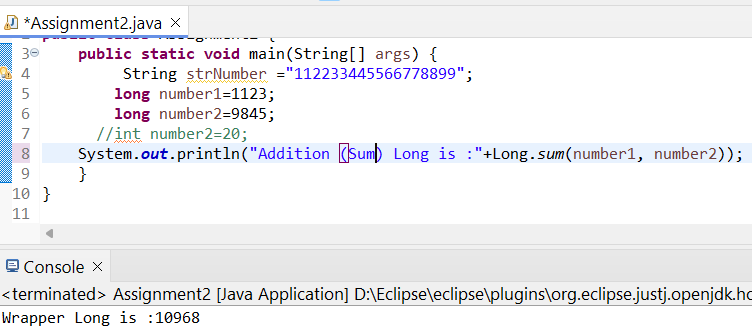 *Assignment2.java
2 public class Assignment2 {
3 public static void main(String[] args) {
4 String strNumber ="112233445566778899";
5 long number1=1123;
6 long number2=9845;
7 //int number2=20;
8 System.out.println("Addition (Sum) Long is :"+Long.sum(number1, number2));
9 }
10 }
11
Console
<terminated> Assignment2 [Java Application] D:\Eclipse\eclipse\plugins\org.eclipse.justj.openjdk.ho
Wrapper Long is :10968